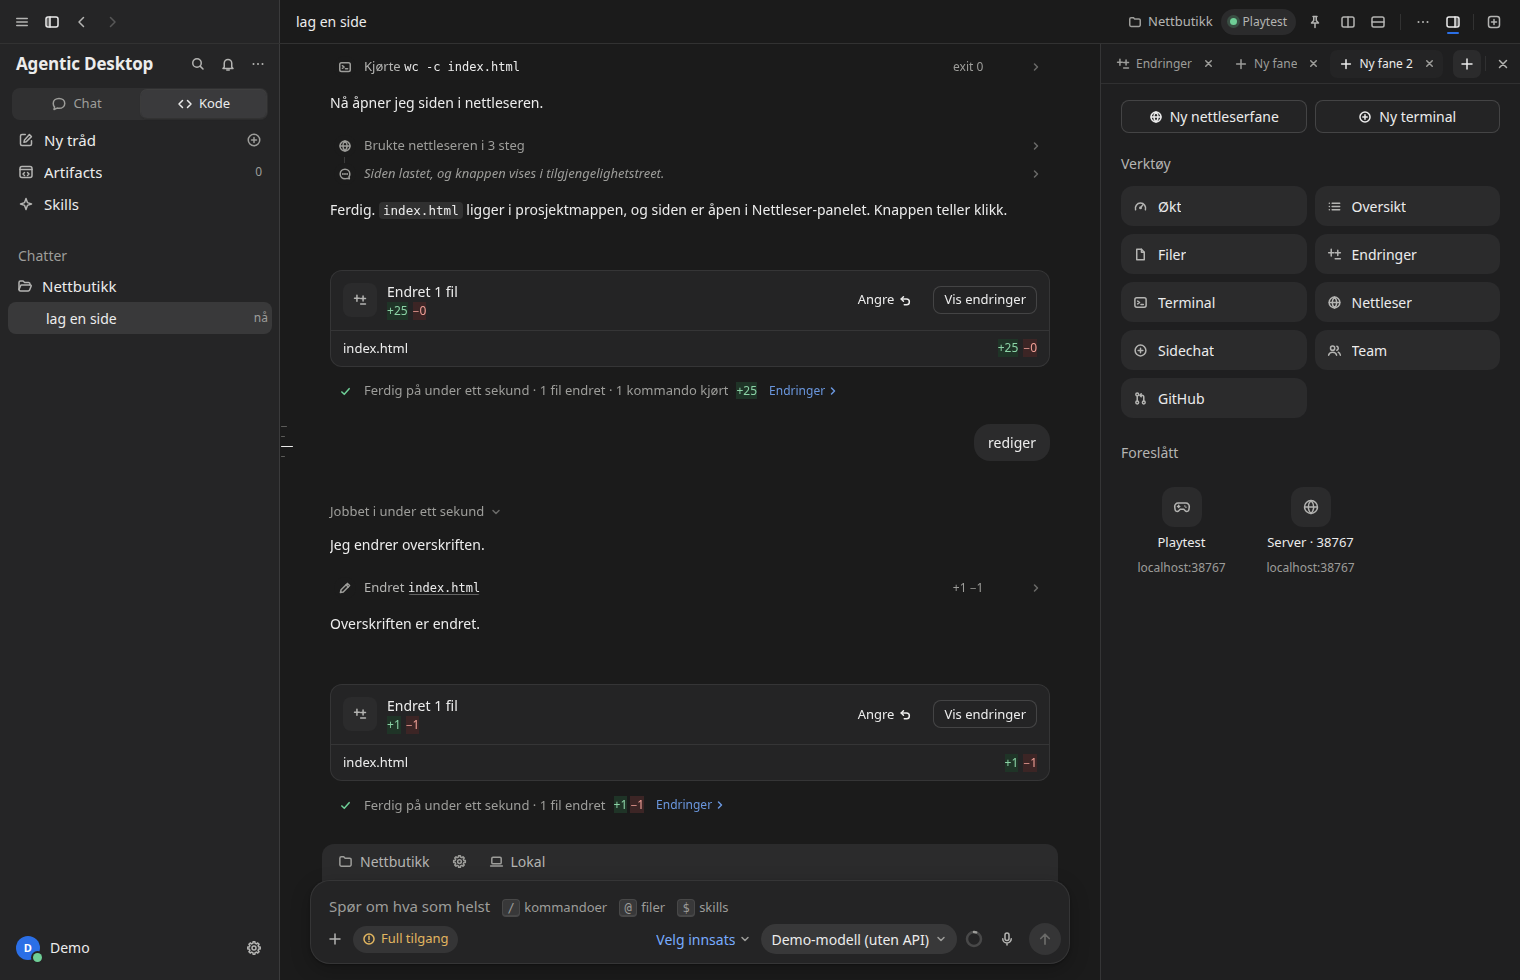 lag en side
Nettbutikk
Playtest
Agentic Desktop
Chat
Kode
Ny tråd
Artifacts
0
Skills
Chatter
Nettbutikk
lag en side
nå
Demo
D
Kjørte wc -c index.html
exit 0
Nå åpner jeg siden i nettleseren.
Brukte nettleseren i 3 steg
Siden lastet, og knappen vises i tilgjengelighetstreet.
Ferdig. index.html ligger i prosjektmappen, og siden er åpen i Nettleser-panelet. Knappen teller klikk.
Endret 1 fil
+25 −0
Angre
Vis endringer
index.html
+25 −0
Ferdig på under ett sekund · 1 fil endret · 1 kommando kjørt +25 Endringer
rediger
Jobbet i under ett sekund
Jeg endrer overskriften.
Endret index.html
+1 −1
Overskriften er endret.
Endret 1 fil
+1 −1
Angre
Vis endringer
index.html
+1 −1
Ferdig på under ett sekund · 1 fil endret +1 −1 Endringer
Nettbutikk
Lokal
Spør om hva som helst / kommandoer @ filer $ skills
Full tilgang
Velg innsats
Demo-modell (uten API)
Endringer
Ny fane
Ny fane 2
Ny nettleserfane
Ny terminal
Verktøy
Økt
Oversikt
Filer
Endringer
Terminal
Nettleser
Sidechat
Team
GitHub
Foreslått
Playtest
localhost:38767
Server · 38767
localhost:38767